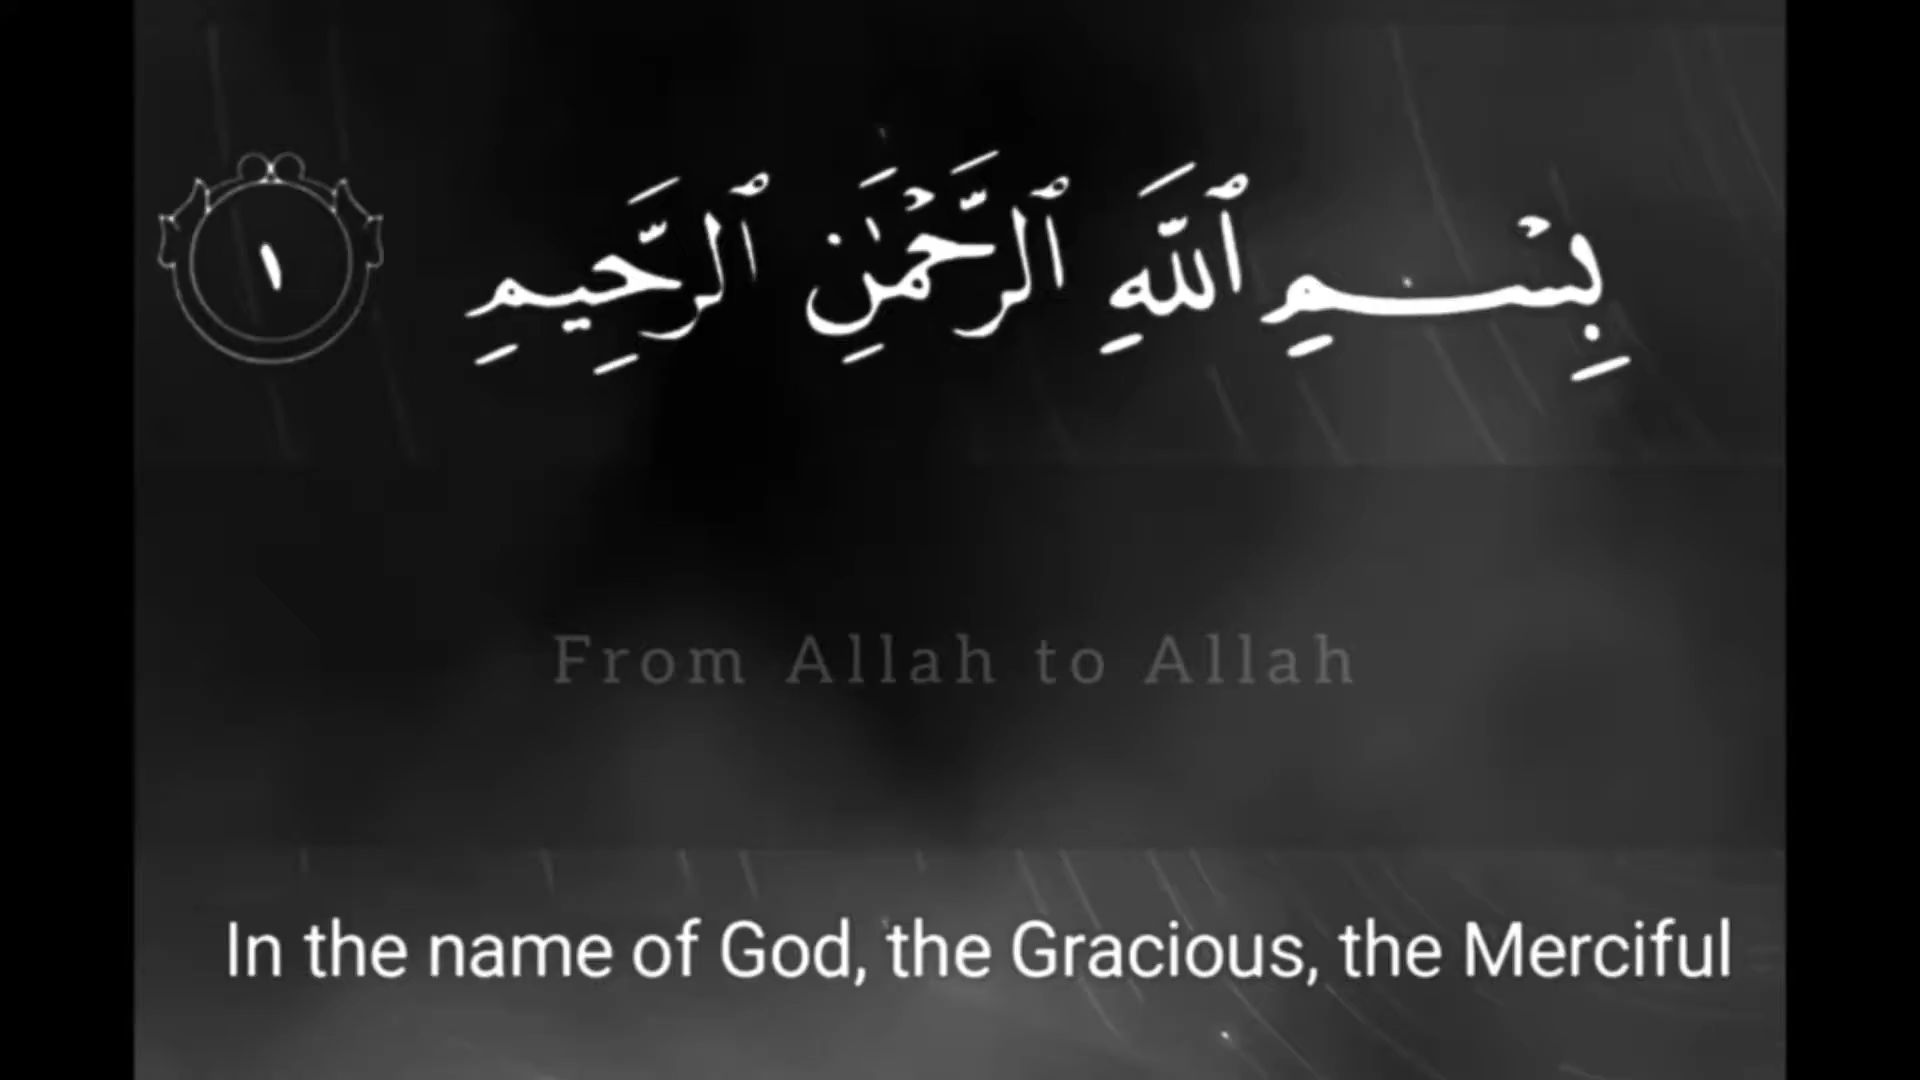 بِسْمِ ٱللَّهِ ٱلرَّحْمَٰنِ ٱلرَّحِيمِ ١
From Allah to Allah
In the name of God, the Gracious, the Merciful